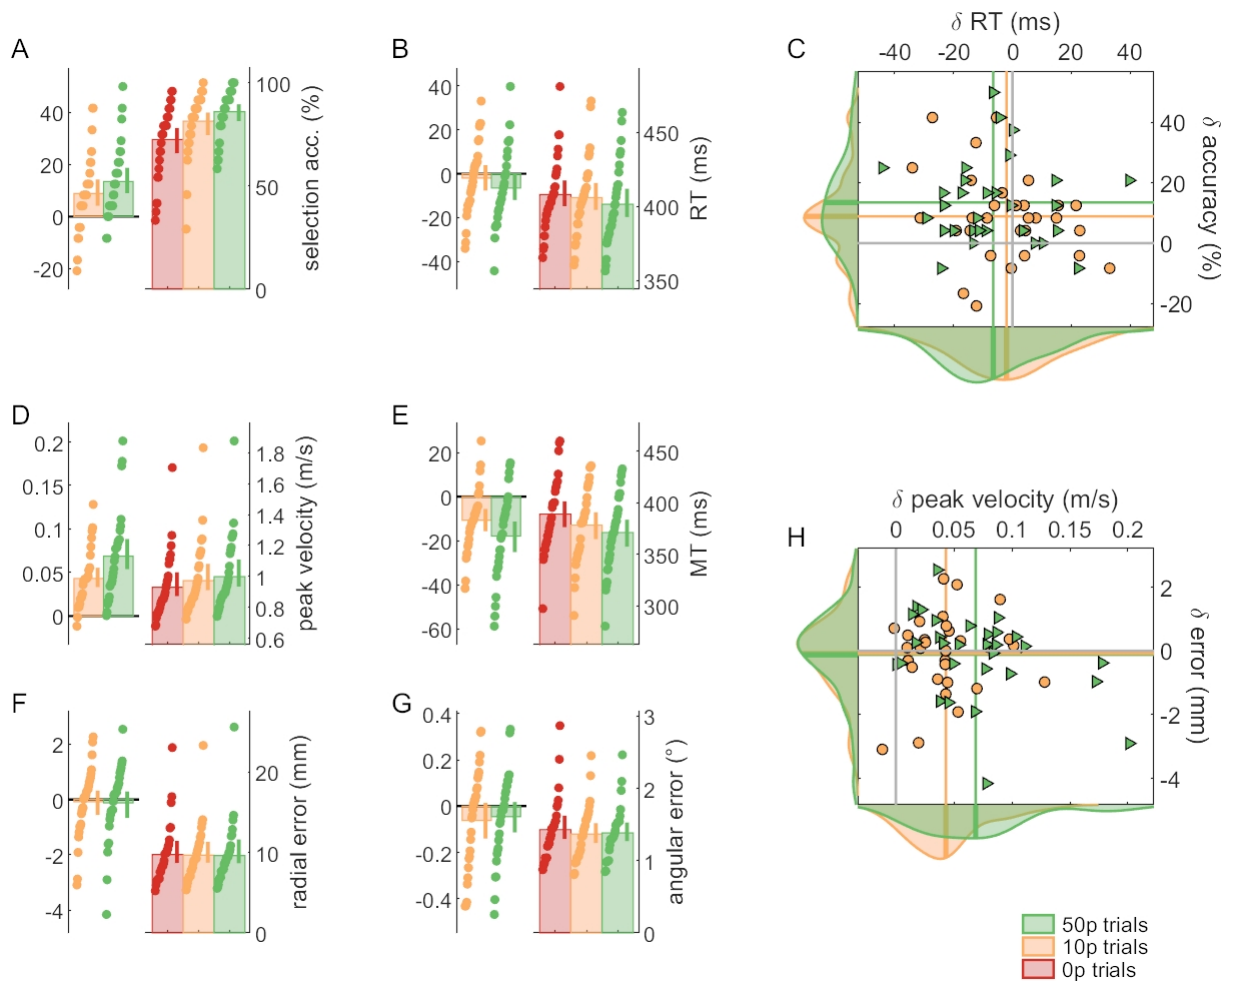 A
40
20
0
-20
100
50
0
selection acc. (%)
B
40
20
0
-20
-40
450
400
350
RT (ms)
C
δ RT (ms)
-40 -20 0 20 40
40
20
0
-20
δ accuracy (%)
D
0.2
0.15
0.1
0.05
0
1.8
1.6
1.4
1.2
1
0.8
0.6
peak velocity (m/s)
E
20
0
-20
-40
-60
450
400
350
300
MT (ms)
F
2
0
-2
-4
20
10
0
radial error (mm)
G
0.4
0.2
0
-0.2
-0.4
3
2
1
0
angular error (°)
H
δ peak velocity (m/s)
0 0.05 0.1 0.15 0.2
2
0
-2
-4
δ error (mm)
50p trials
10p trials
0p trials